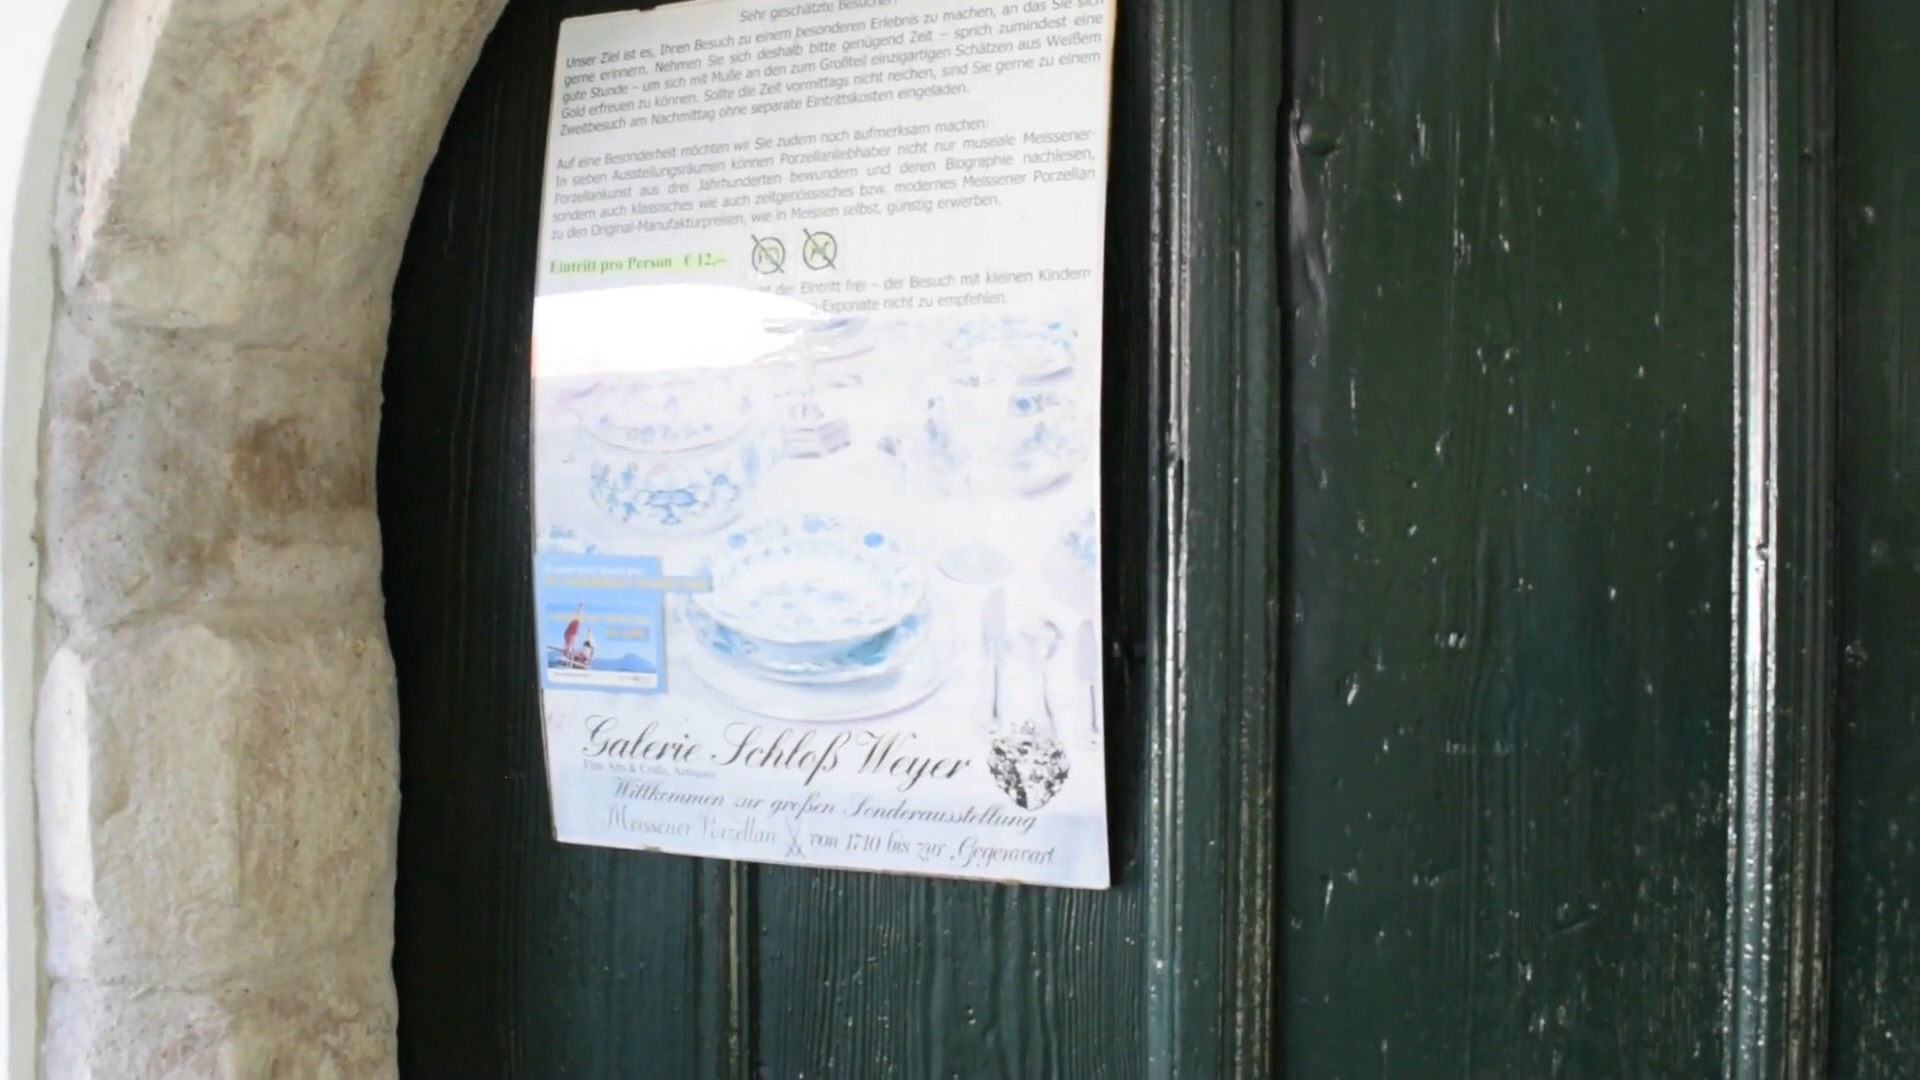 Sehr geschätzte Besucher
Unser Ziel ist es, Ihren Besuch zu einem besonderen Erlebnis zu machen, an das Sie sich
gerne erinnern. Nehmen Sie sich deshalb bitte genügend Zeit – sprich zumindest eine
gute Stunde – um sich mit Muße an den zum Großteil einzigartigen Schätzen aus Weißem
Gold erfreuen zu können. Sollte die Zeit vormittags nicht reichen, sind Sie gerne zu einem
Zweitbesuch am Nachmittag ohne separate Eintrittskosten eingeladen.
Auf eine Besonderheit möchten wir Sie zudem noch aufmerksam machen:
In sieben Ausstellungsräumen können Porzellanliebhaber nicht nur museale Meissener-
Porzellankunst aus drei Jahrhunderten bewundern und deren Biographie nachlesen,
sondern auch klassisches wie auch zeitgenössisches bzw. modernes Meissener Porzellan
zu den Original-Manufakturpreisen, wie in Meissen selbst, günstig erwerben.
Eintritt pro Person € 12,–
ist der Eintritt frei – der Besuch mit kleinen Kindern
-Exponate nicht zu empfehlen.
Galerie Schloß Weyer
Fine Arts & Crafts, Antiques
Willkommen zur großen Sonderausstellung
Meissener Porzellan von 1710 bis zur Gegenwart